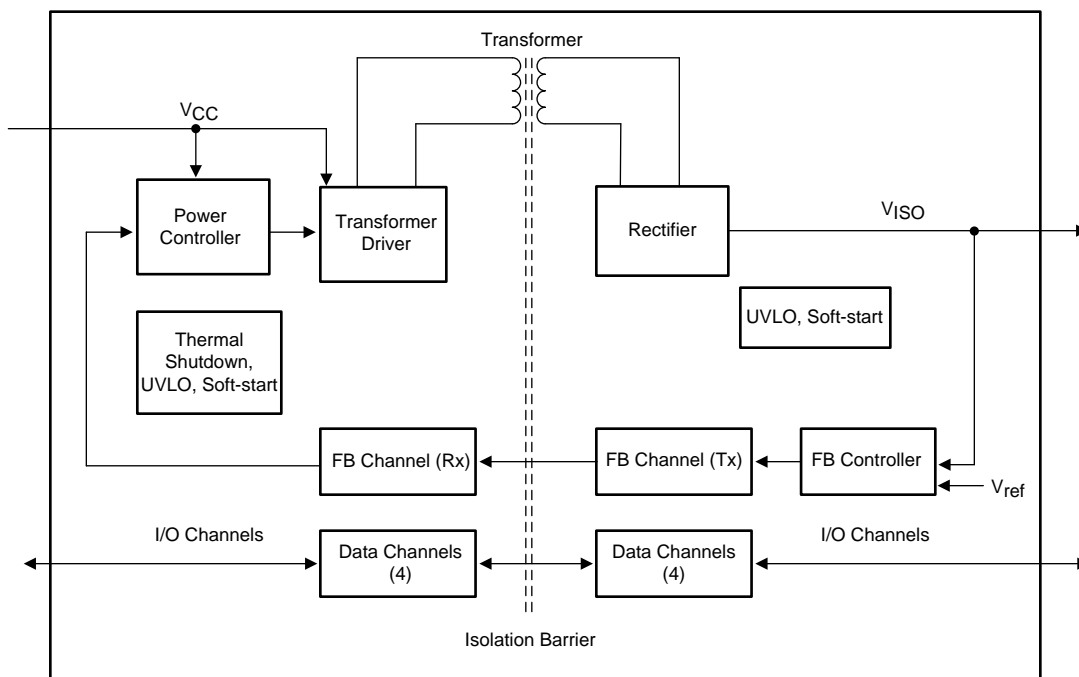 Transformer
VCC
Power
Controller
Transformer
Driver
Rectifier
VISO
Thermal
Shutdown,
UVLO, Soft-start
UVLO, Soft-start
FB Channel (Rx)
FB Channel (Tx)
FB Controller
Vref
I/O Channels
Data Channels
(4)
Data Channels
(4)
I/O Channels
Isolation Barrier